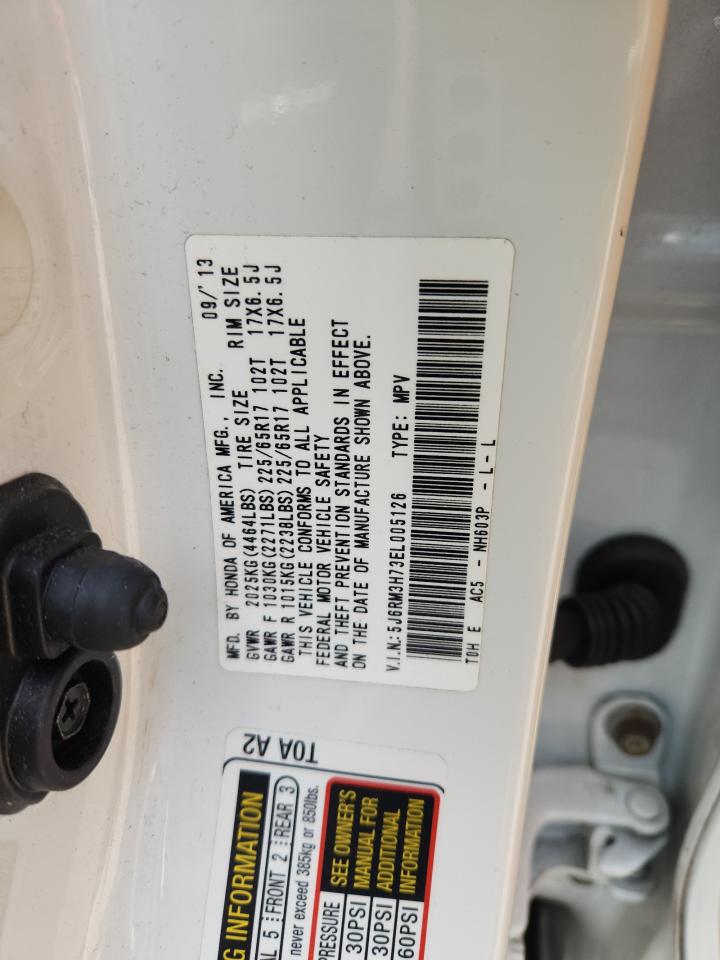 MFD. BY HONDA OF AMERICA MFG., INC. 09/'13
GVWR 2025KG(4464LBS) TIRE SIZE RIM SIZE
GAWR F 1030KG(2271LBS) 225/65R17 102T 17X6.5J
GAWR R 1015KG(2238LBS) 225/65R17 102T 17X6.5J
THIS VEHICLE CONFORMS TO ALL APPLICABLE
FEDERAL MOTOR VEHICLE SAFETY
AND THEFT PREVENTION STANDARDS IN EFFECT
ON THE DATE OF MANUFACTURE SHOWN ABOVE.
V.I.N.:5J6RM3H73EL005126 TYPE: MPV
TOH E AC5 - NH603P - L - L
T0A A2
G INFORMATION
AL 5 FRONT 2 REAR 3
never exceed 385kg or 850lbs.
PRESSURE
30PSI
30PSI
60PSI
SEE OWNER'S
MANUAL FOR
ADDITIONAL
INFORMATION